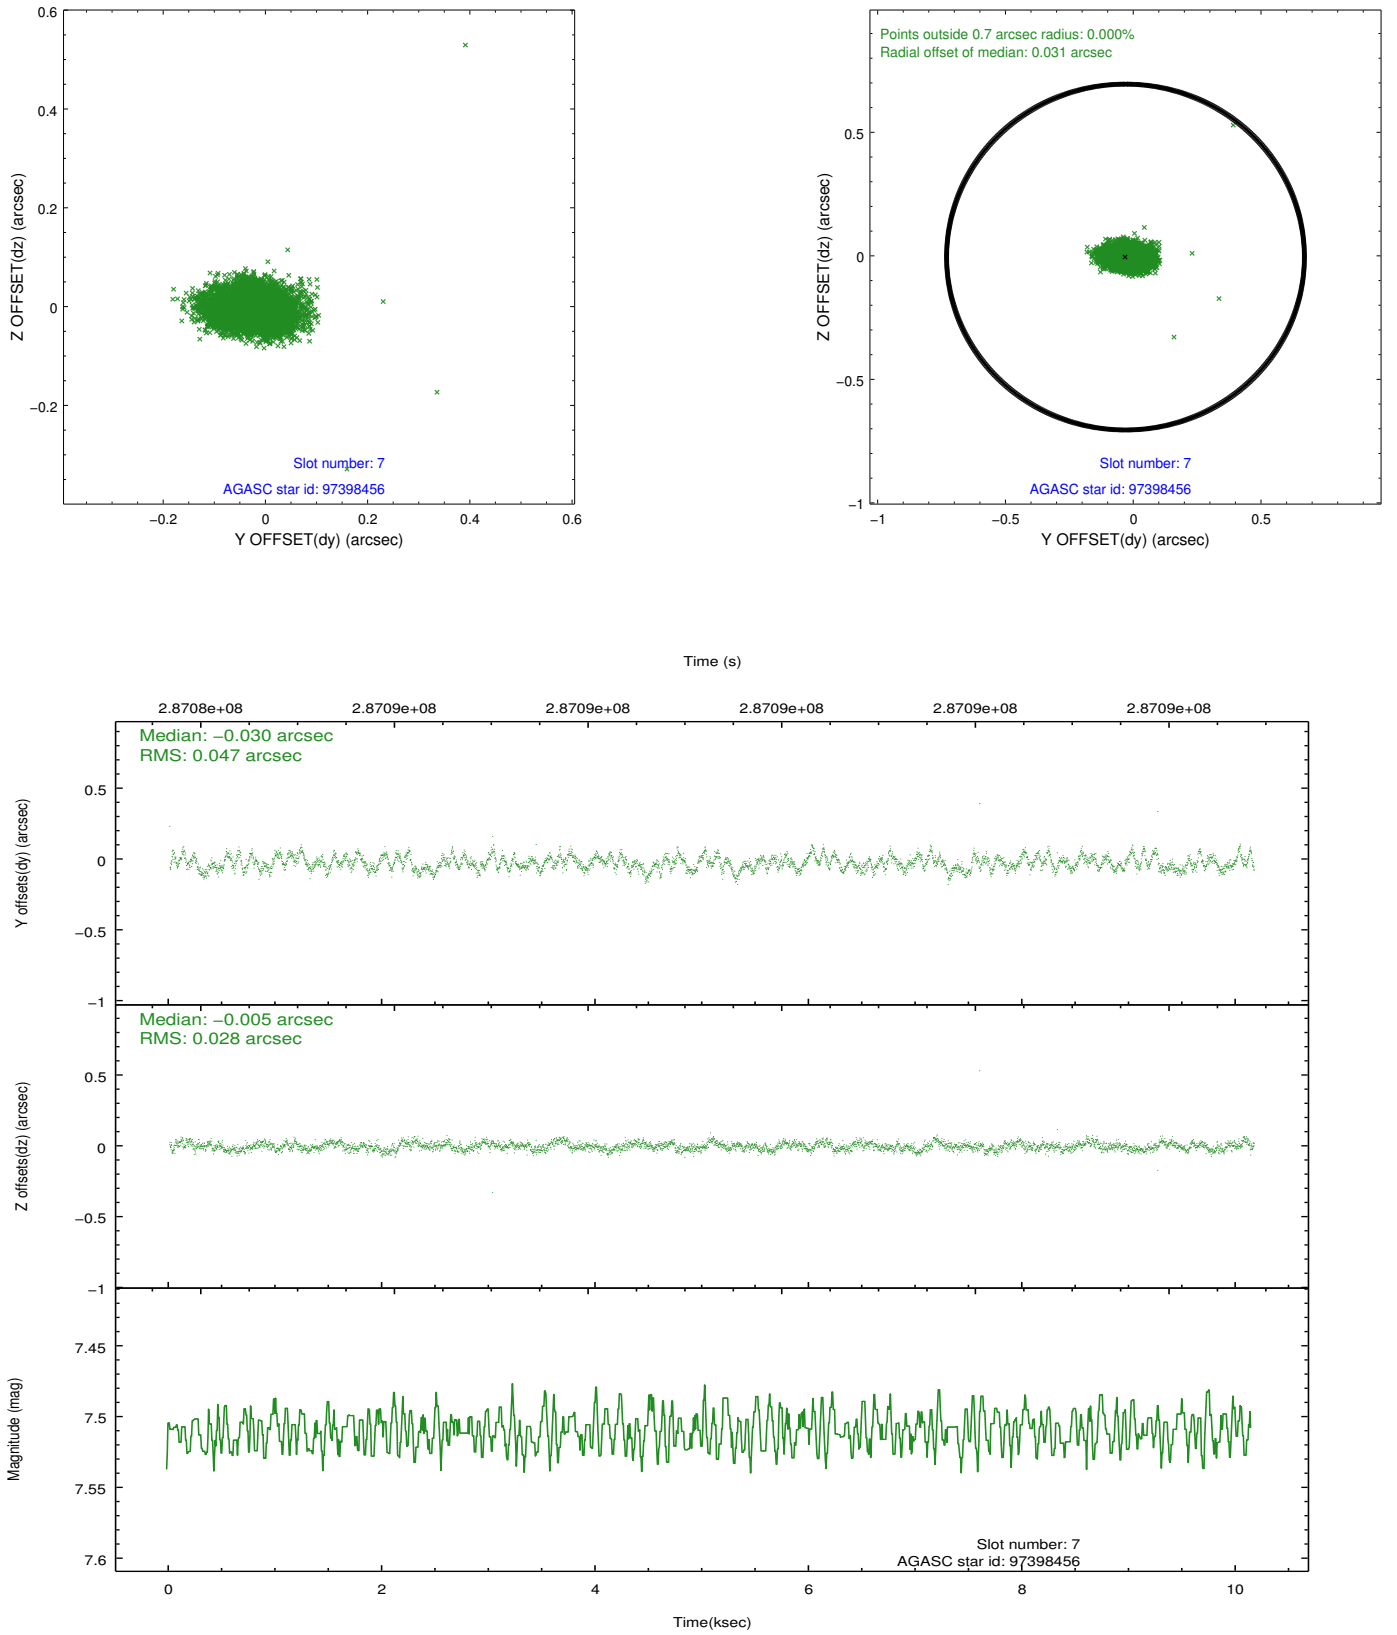 0.6
0.4
0.2
0
−0.2
Z OFFSET(dz) (arcsec)
Slot number: 7
AGASC star id: 97398456
−0.2 0 0.2 0.4 0.6
Y OFFSET(dy) (arcsec)
Points outside 0.7 arcsec radius: 0.000%
Radial offset of median: 0.031 arcsec
0.5
0
−0.5
−1
Z OFFSET(dz) (arcsec)
Slot number: 7
AGASC star id: 97398456
−1 −0.5 0 0.5
Y OFFSET(dy) (arcsec)
Time (s)
2.8708e+08 2.8709e+08 2.8709e+08 2.8709e+08 2.8709e+08 2.8709e+08
Median: −0.030 arcsec
RMS: 0.047 arcsec
0.5
0
−0.5
−1
Y offsets(dy) (arcsec)
Median: −0.005 arcsec
RMS: 0.028 arcsec
0.5
0
−0.5
−1
Z offsets(dz) (arcsec)
7.45
7.5
7.55
7.6
Magnitude (mag)
Slot number: 7
AGASC star id: 97398456
0 2 4 6 8 10
Time(ksec)